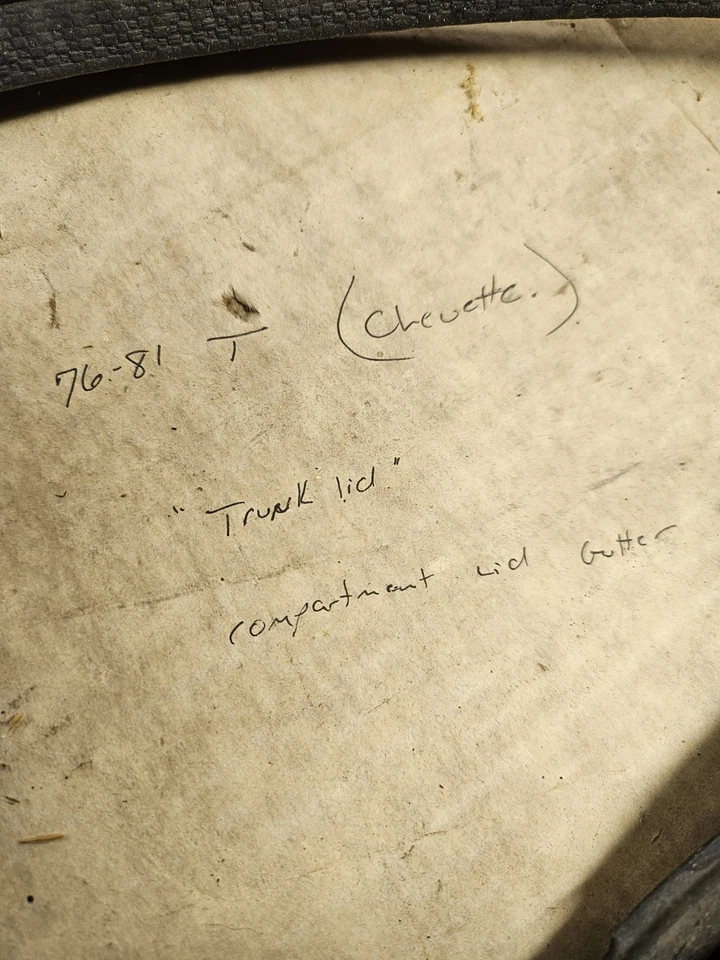 76-81 T (Chevette.)
"Trunk lid"
compartment Lid Gutter